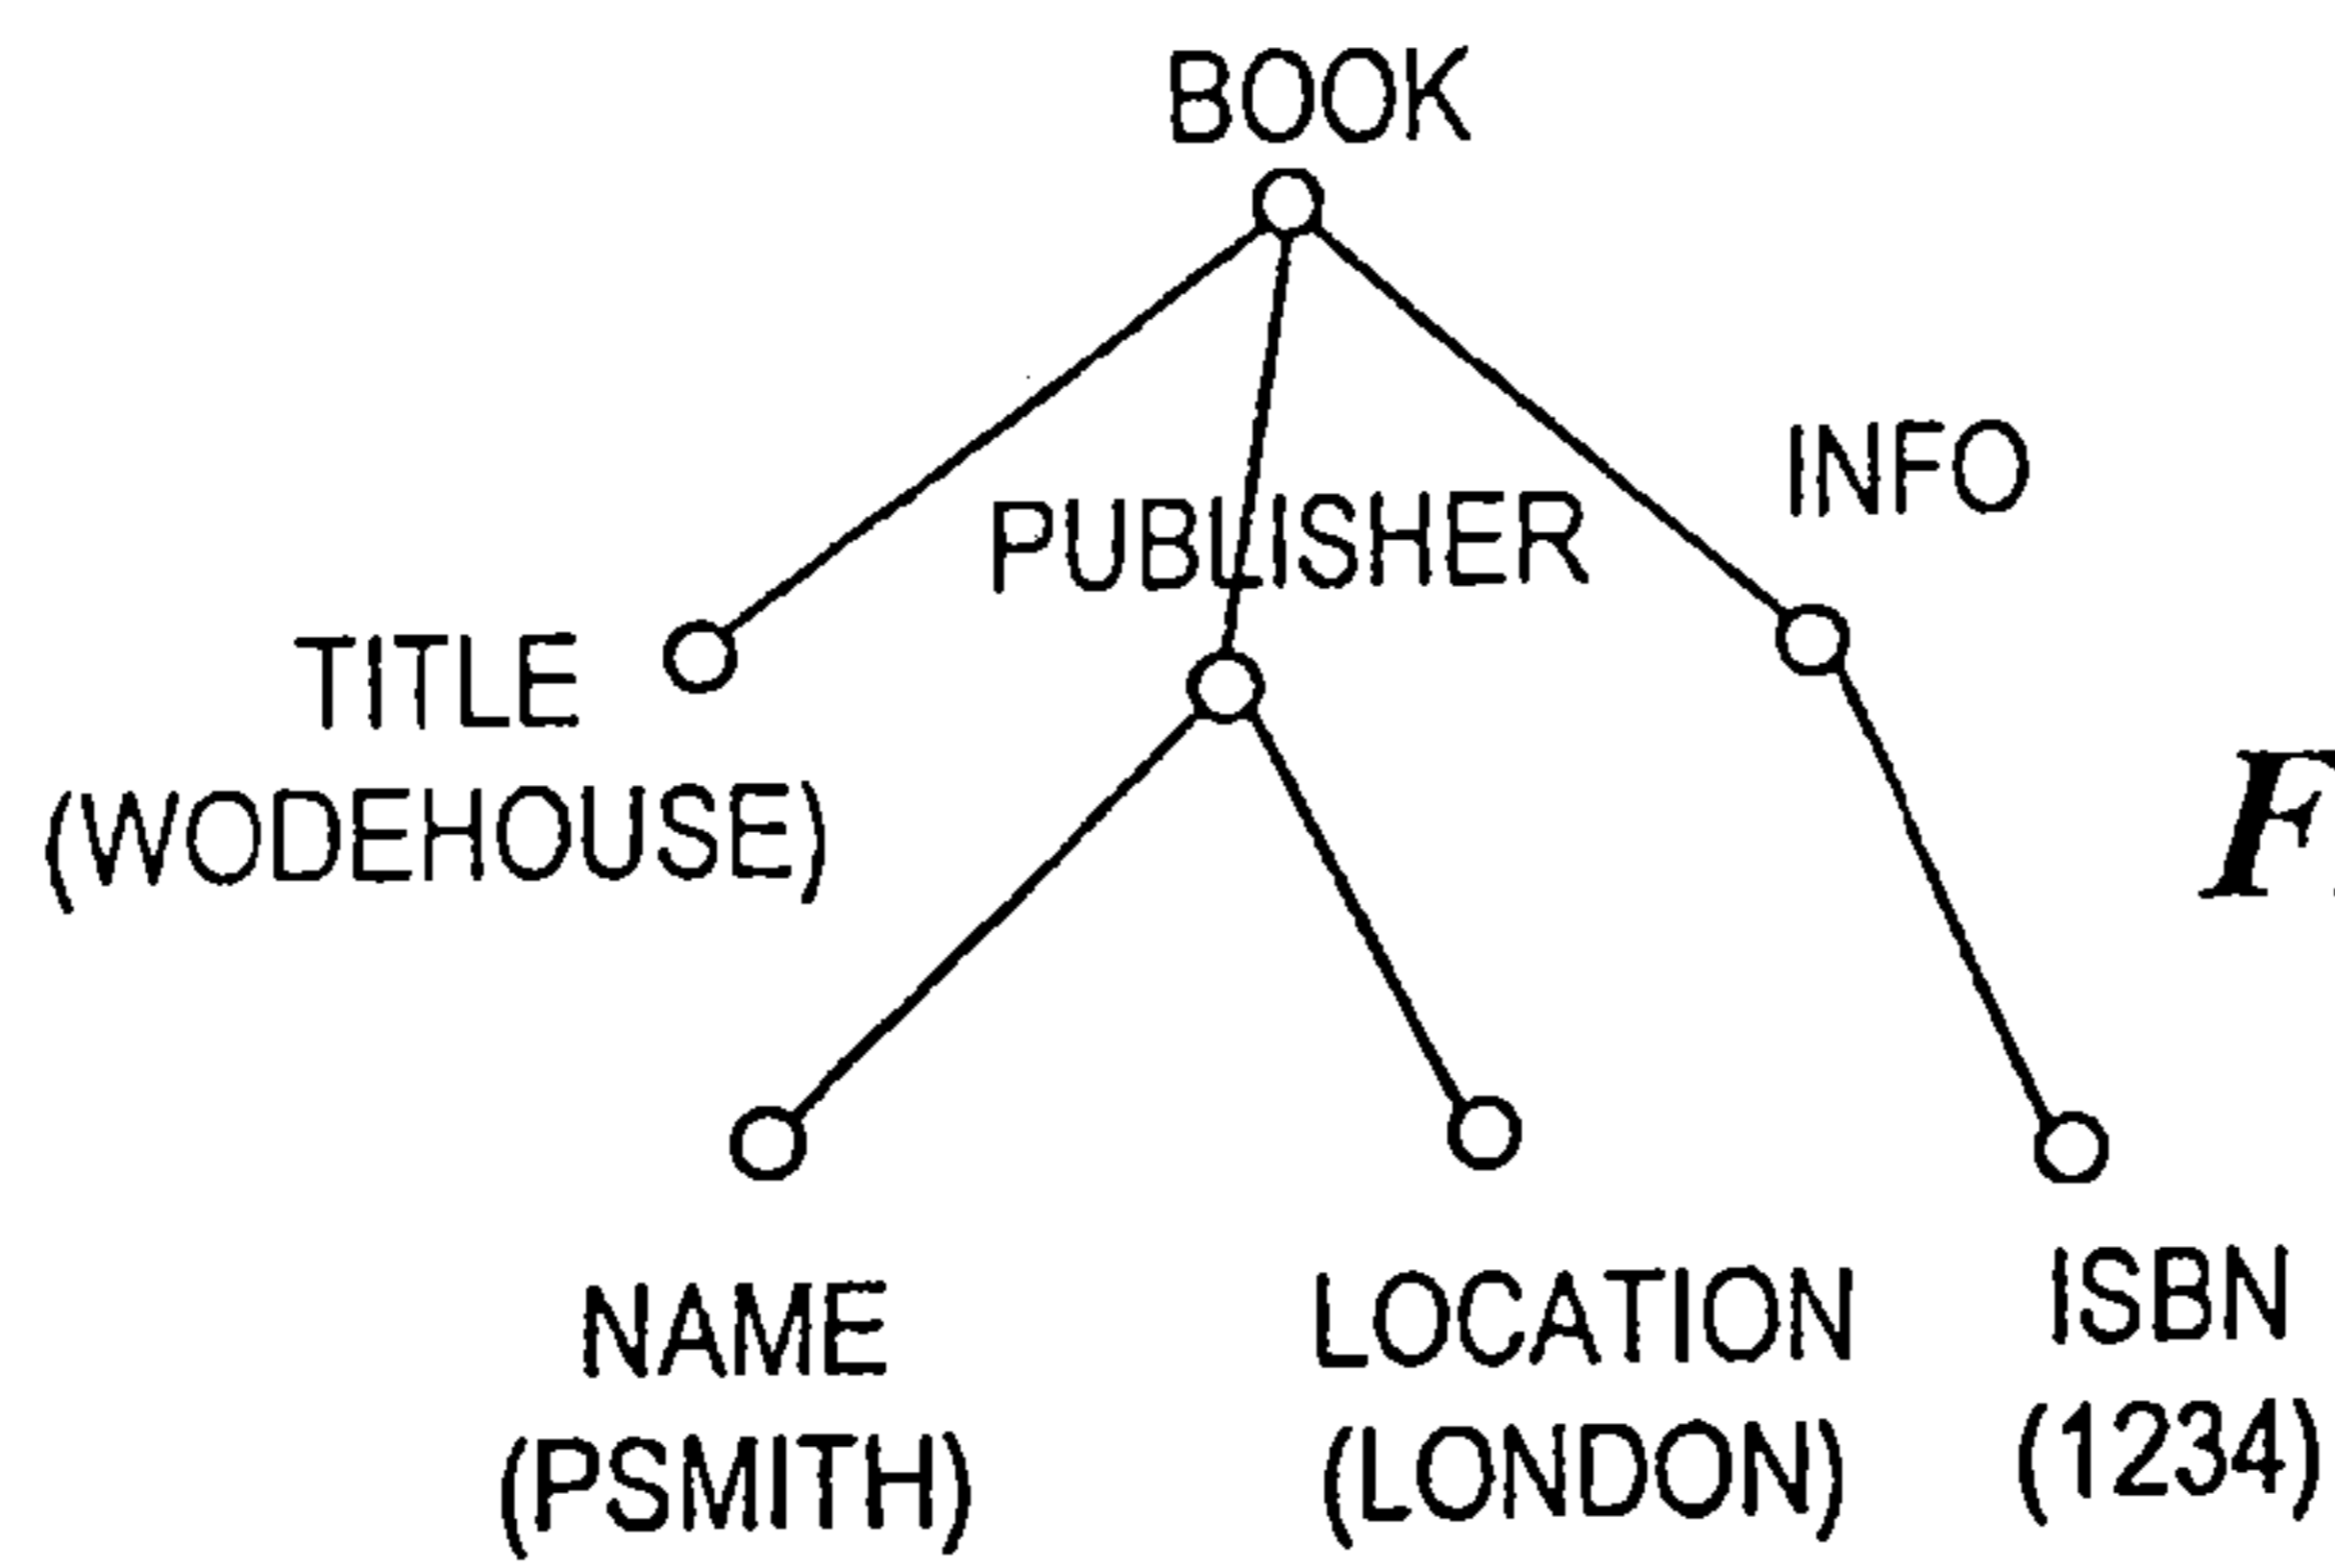 BOOK
INFO
PUBLISHER
TITLE
(WODEHOUSE)
NAME
(PSMITH)
LOCATION
(LONDON)
ISBN
(1234)